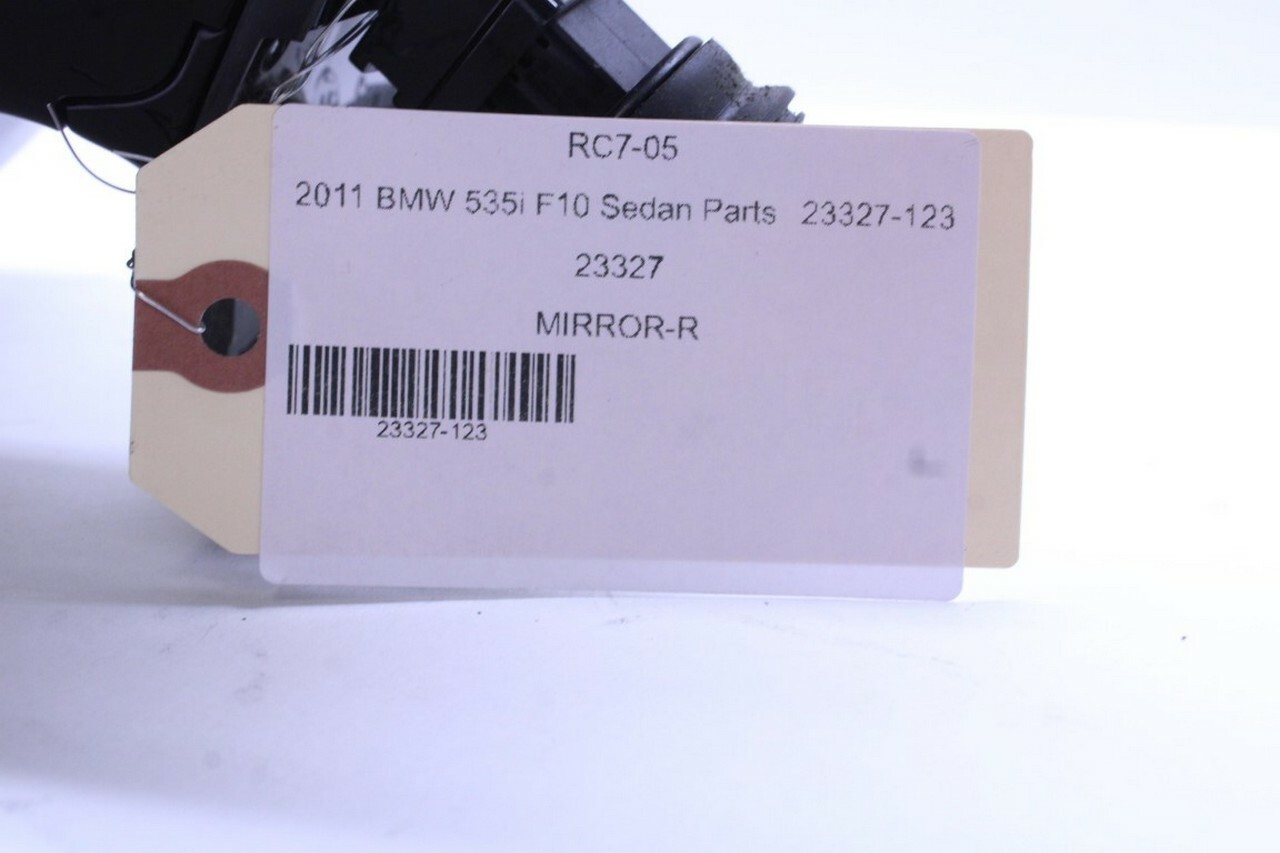 RC7-05
2011 BMW 535i F10 Sedan Parts 23327-123
23327
MIRROR-R
23327-123